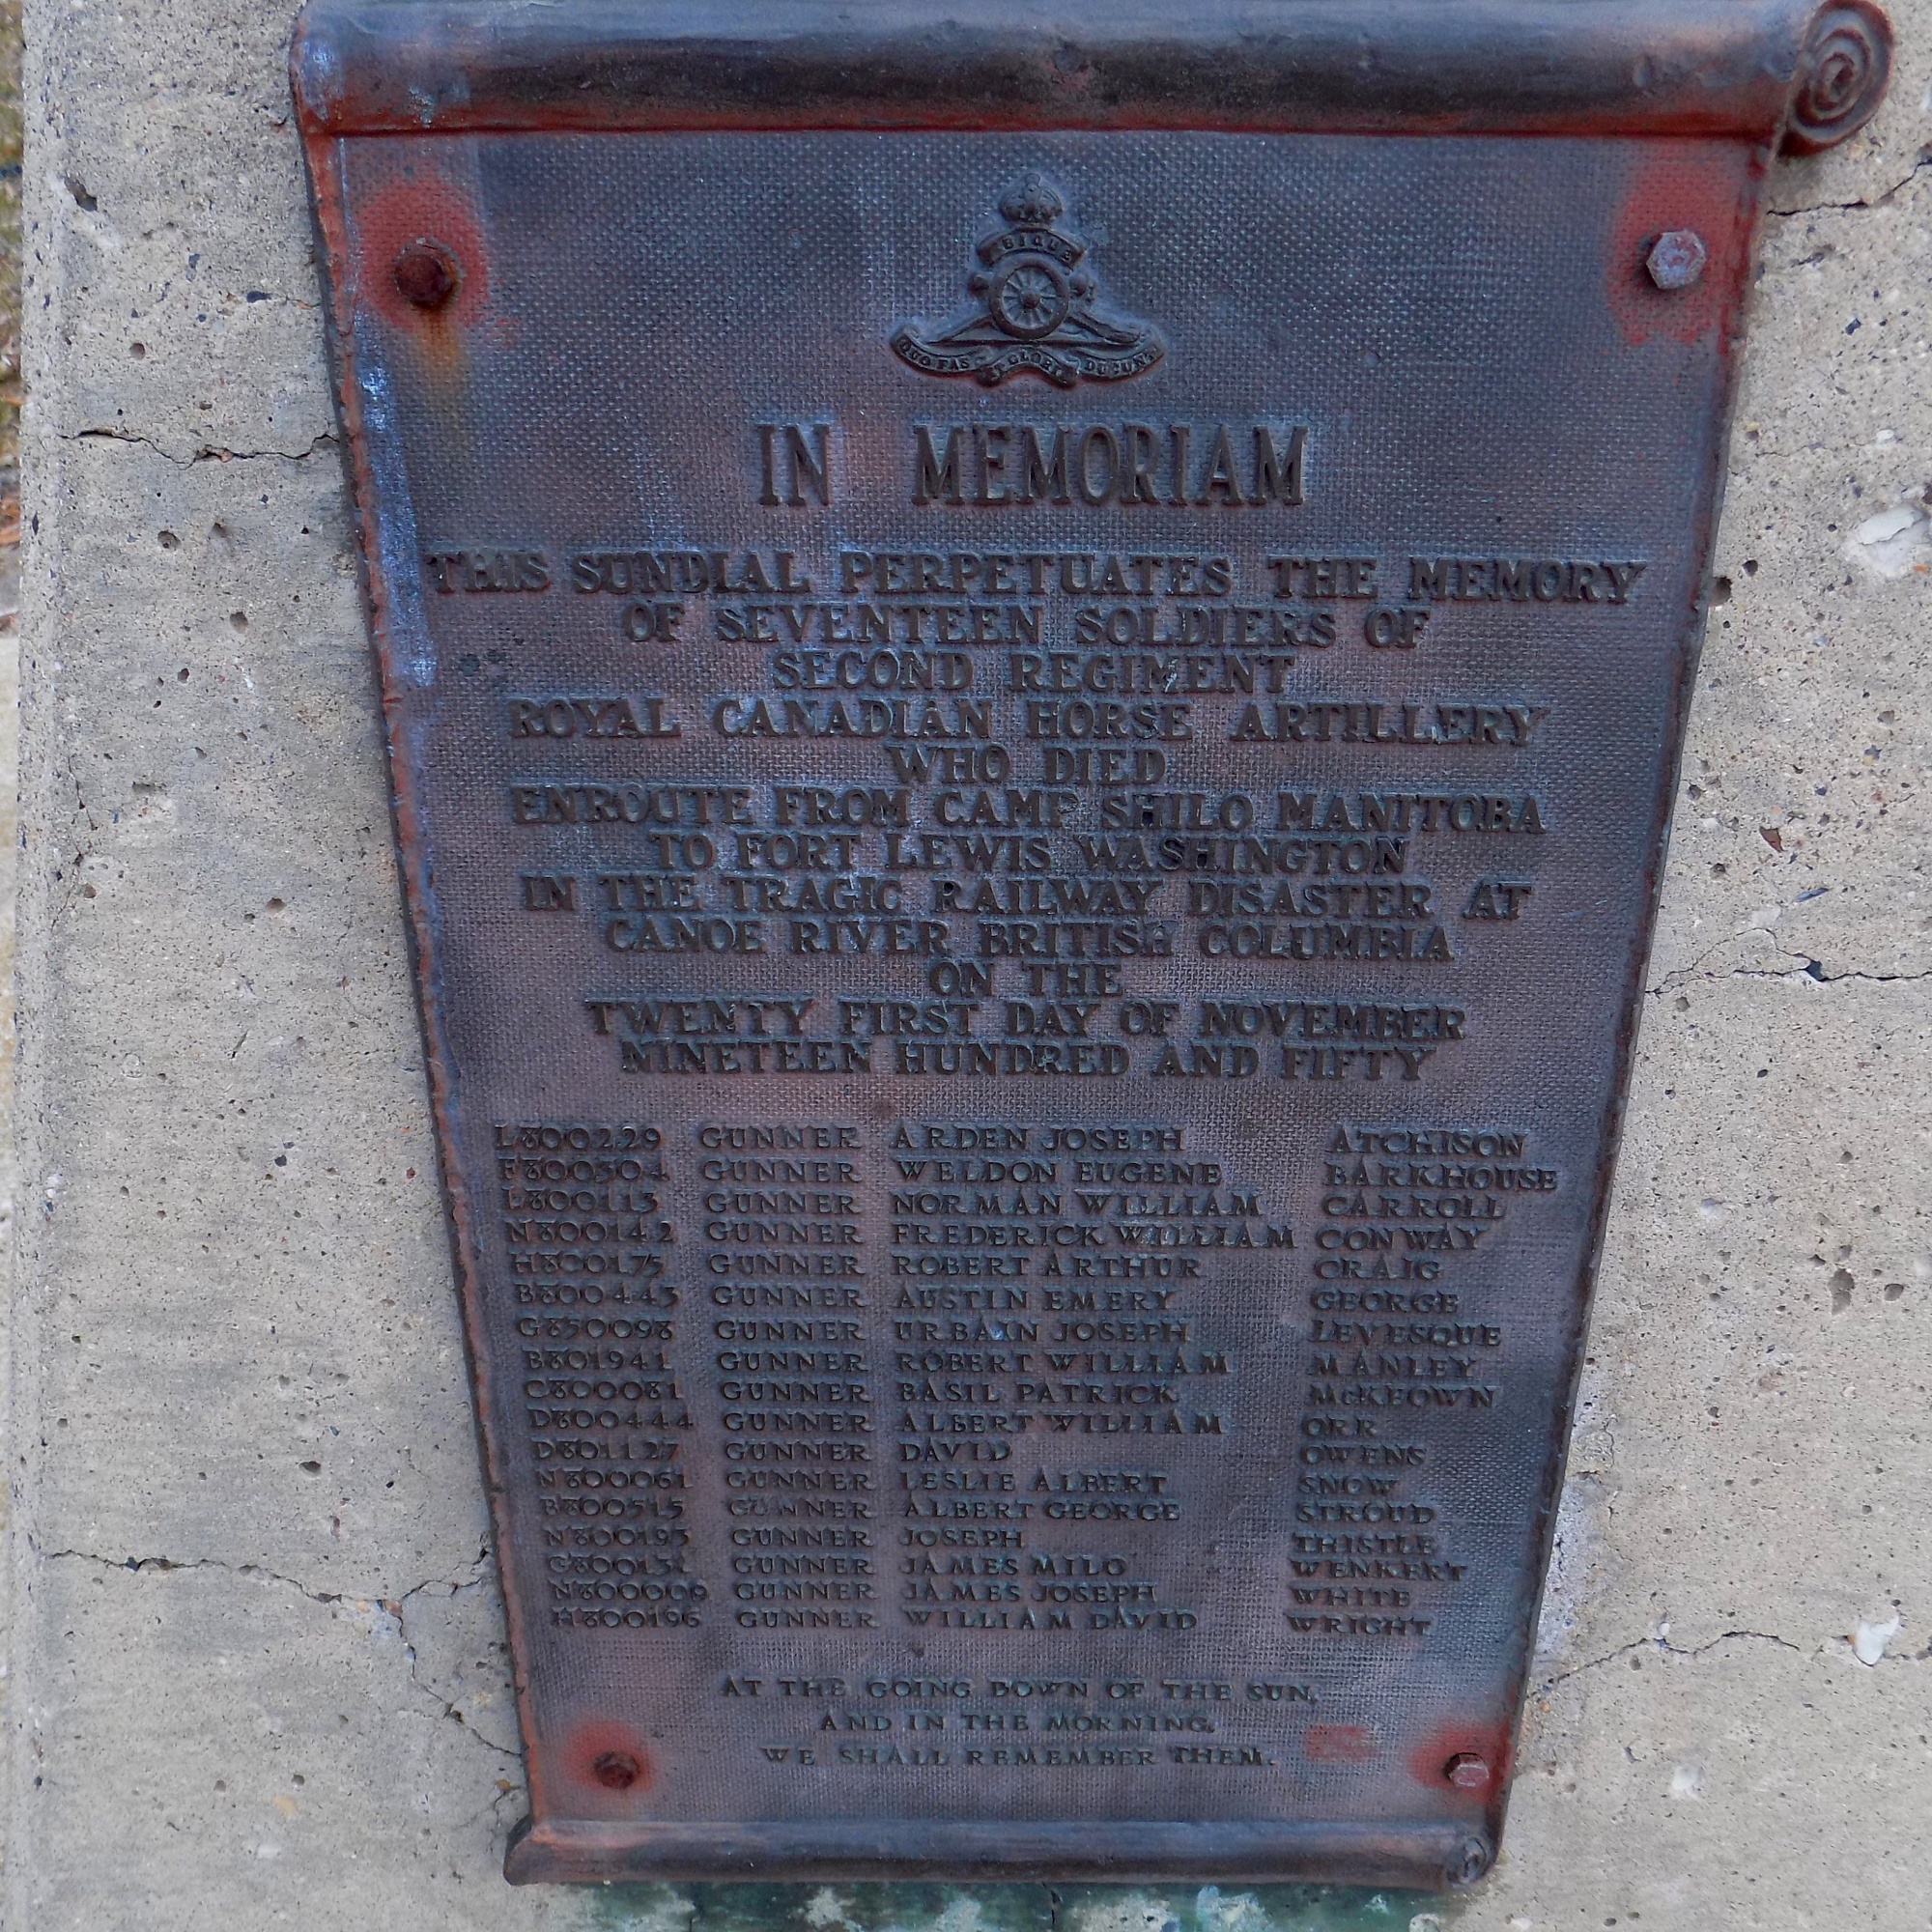 UBIQUE
QUO FAS ET GLORIA DUCUNT
IN MEMORIAM
THIS SUNDIAL PERPETUATES THE MEMORY
OF SEVENTEEN SOLDIERS OF
SECOND REGIMENT
ROYAL CANADIAN HORSE ARTILLERY
WHO DIED
ENROUTE FROM CAMP SHILO MANITOBA
TO FORT LEWIS WASHINGTON
IN THE TRAGIC RAILWAY DISASTER AT
CANOE RIVER BRITISH COLUMBIA
ON THE
TWENTY FIRST DAY OF NOVEMBER
NINETEEN HUNDRED AND FIFTY
L800229 GUNNER ARDEN JOSEPH ATCHISON
F800504 GUNNER WELDON EUGENE BARKHOUSE
L800113 GUNNER NORMAN WILLIAM CARROLL
N800142 GUNNER FREDERICK WILLIAM CONWAY
H800175 GUNNER ROBERT ARTHUR CRAIG
B800443 GUNNER AUSTIN EMERY GEORGE
G850098 GUNNER URBAIN JOSEPH LEVESQUE
B801941 GUNNER ROBERT WILLIAM MANLEY
C800081 GUNNER BASIL PATRICK McKEOWN
D800444 GUNNER ALBERT WILLIAM ORR
D801127 GUNNER DAVID OWENS
N800061 GUNNER LESLIE ALBERT SNOW
B800515 GUNNER ALBERT GEORGE STROUD
N800193 GUNNER JOSEPH THISTLE
GUNNER JAMES MILO WENKERT
N800009 GUNNER JAMES JOSEPH WHITE
H800196 GUNNER WILLIAM DAVID WRIGHT
AT THE GOING DOWN OF THE SUN,
AND IN THE MORNING,
WE SHALL REMEMBER THEM.